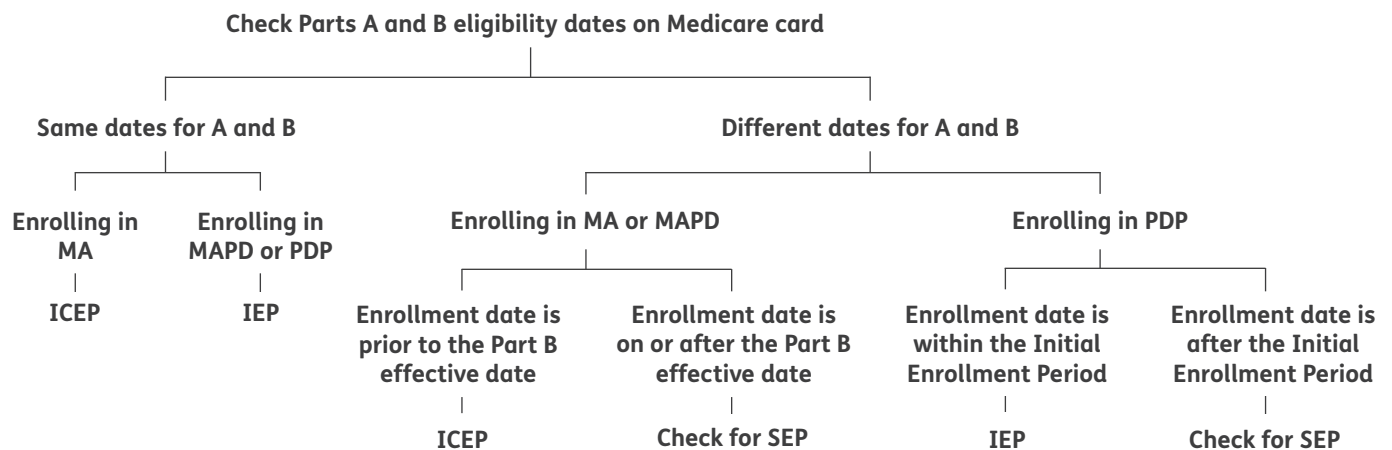 Check Parts A and B eligibility dates on Medicare card
Same dates for A and B
Different dates for A and B
Enrolling in
MA
Enrolling in
MAPD or PDP
Enrolling in MA or MAPD
Enrolling in PDP
ICEP
IEP
Enrollment date is
prior to the Part B
effective date
Enrollment date is
on or after the Part B
effective date
Enrollment date is
within the Initial
Enrollment Period
Enrollment date is
after the Initial
Enrollment Period
ICEP
Check for SEP
IEP
Check for SEP